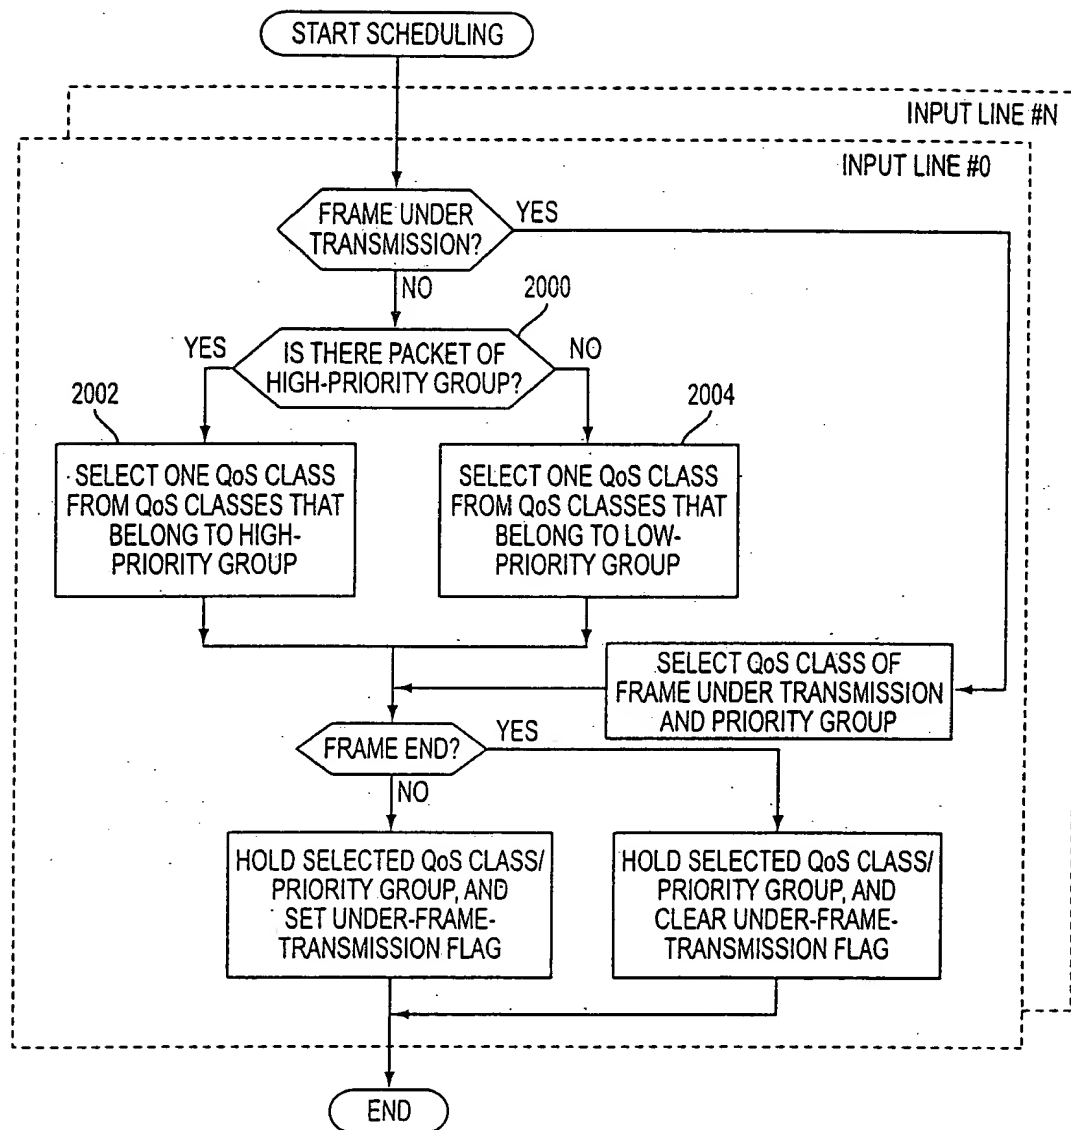 START SCHEDULING
INPUT LINE #N
INPUT LINE #0
FRAME UNDER
TRANSMISSION?
YES
NO
2000
YES
IS THERE PACKET OF
HIGH-PRIORITY GROUP?
NO
2002
2004
SELECT ONE QoS CLASS
FROM QoS CLASSES THAT
BELONG TO HIGH-
PRIORITY GROUP
SELECT ONE QoS CLASS
FROM QoS CLASSES THAT
BELONG TO LOW-
PRIORITY GROUP
SELECT QoS CLASS OF
FRAME UNDER TRANSMISSION
AND PRIORITY GROUP
FRAME END?
YES
NO
HOLD SELECTED QoS CLASS/
PRIORITY GROUP, AND
SET UNDER-FRAME-
TRANSMISSION FLAG
HOLD SELECTED QoS CLASS/
PRIORITY GROUP, AND
CLEAR UNDER-FRAME-
TRANSMISSION FLAG
END